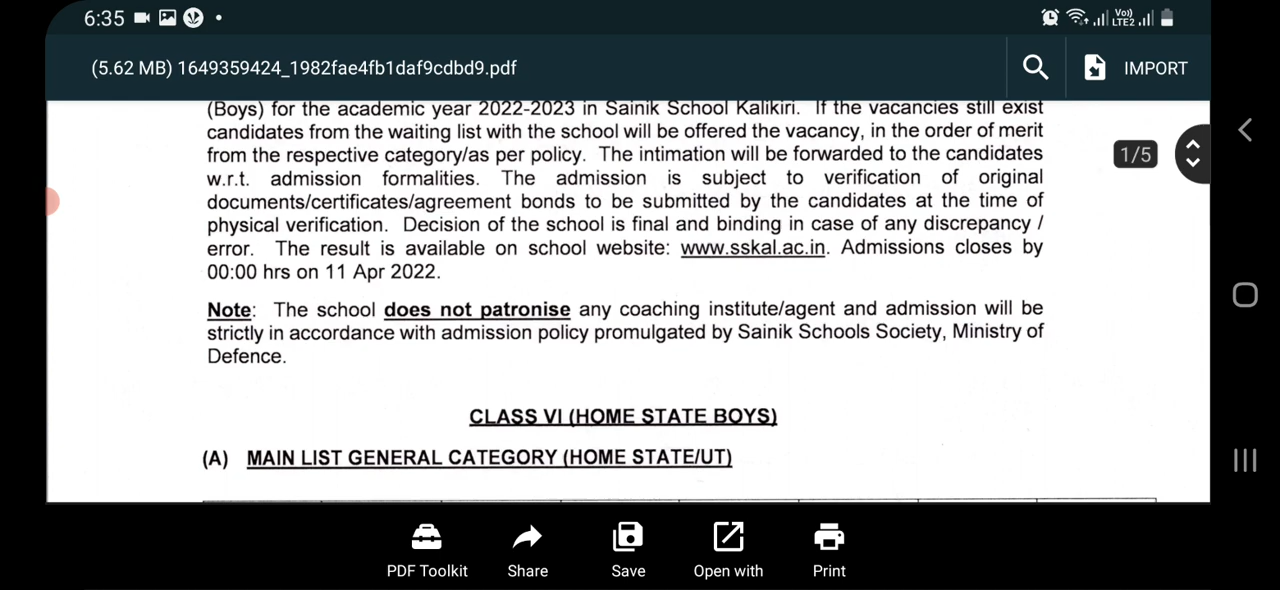 6:35
Vo))
LTE2
(5.62 MB) 1649359424_1982fae4fb1daf9cdbd9.pdf
IMPORT
(Boys) for the academic year 2022-2023 in Sainik School Kalikiri. If the vacancies still exist
candidates from the waiting list with the school will be offered the vacancy, in the order of merit
from the respective category/as per policy. The intimation will be forwarded to the candidates
w.r.t. admission formalities. The admission is subject to verification of original
documents/certificates/agreement bonds to be submitted by the candidates at the time of
physical verification. Decision of the school is final and binding in case of any discrepancy /
error. The result is available on school website: www.sskal.ac.in. Admissions closes by
00:00 hrs on 11 Apr 2022.
1/5
Note: The school does not patronise any coaching institute/agent and admission will be
strictly in accordance with admission policy promulgated by Sainik Schools Society, Ministry of
Defence.
CLASS VI (HOME STATE BOYS)
(A) MAIN LIST GENERAL CATEGORY (HOME STATE/UT)
PDF Toolkit
Share
Save
Open with
Print